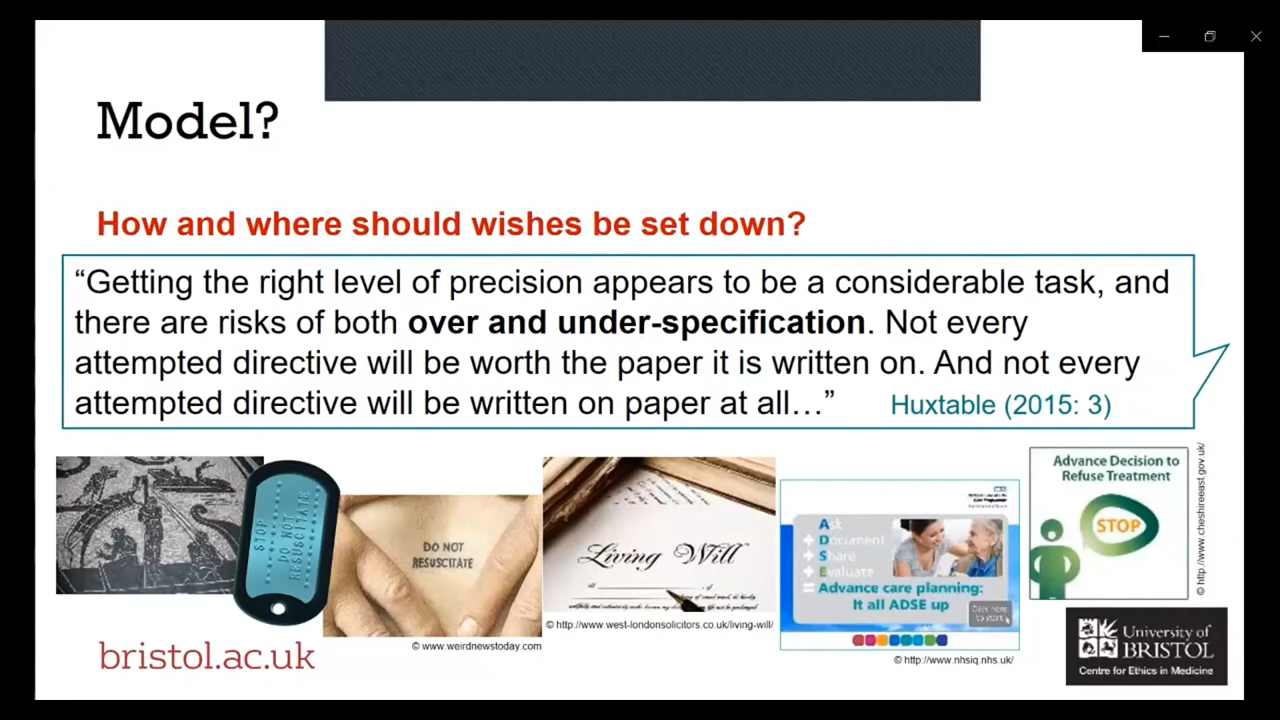 Model?
How and where should wishes be set down?
“Getting the right level of precision appears to be a considerable task, and
there are risks of both over and under-specification. Not every
attempted directive will be worth the paper it is written on. And not every
attempted directive will be written on paper at all…” Huxtable (2015: 3)
STOP
DO NOT
RESUSCITATE
DO NOT
RESUSCITATE
© www.weirdnewstoday.com
Living Will
© http://www.west-londonsolicitors.co.uk/living-will/
Ask
+ Document
+ Share
+ Evaluate
= Advance care planning:
It all ADSE up
Click here
to start
© http://www.nhsiq.nhs.uk/
Advance Decision to
Refuse Treatment
STOP
© http://www.cheshireeast.gov.uk/
bristol.ac.uk
University of
BRISTOL
Centre for Ethics in Medicine